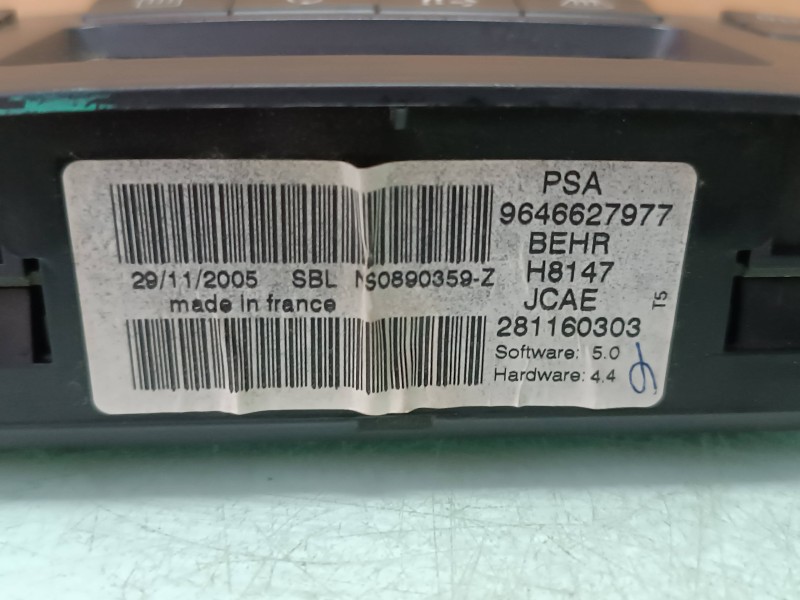 PSA
9646627977
BEHR
H8147
JCAE
281160303
Software: 5.0
Hardware: 4.4
T5
29/11/2005 SBL NS0890359-Z
made in france